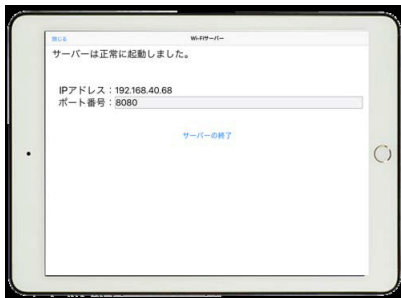 閉じる
Wi-Fiサーバー
サーバーは正常に起動しました。
IPアドレス：192.168.40.68
ポート番号：8080
サーバーの終了